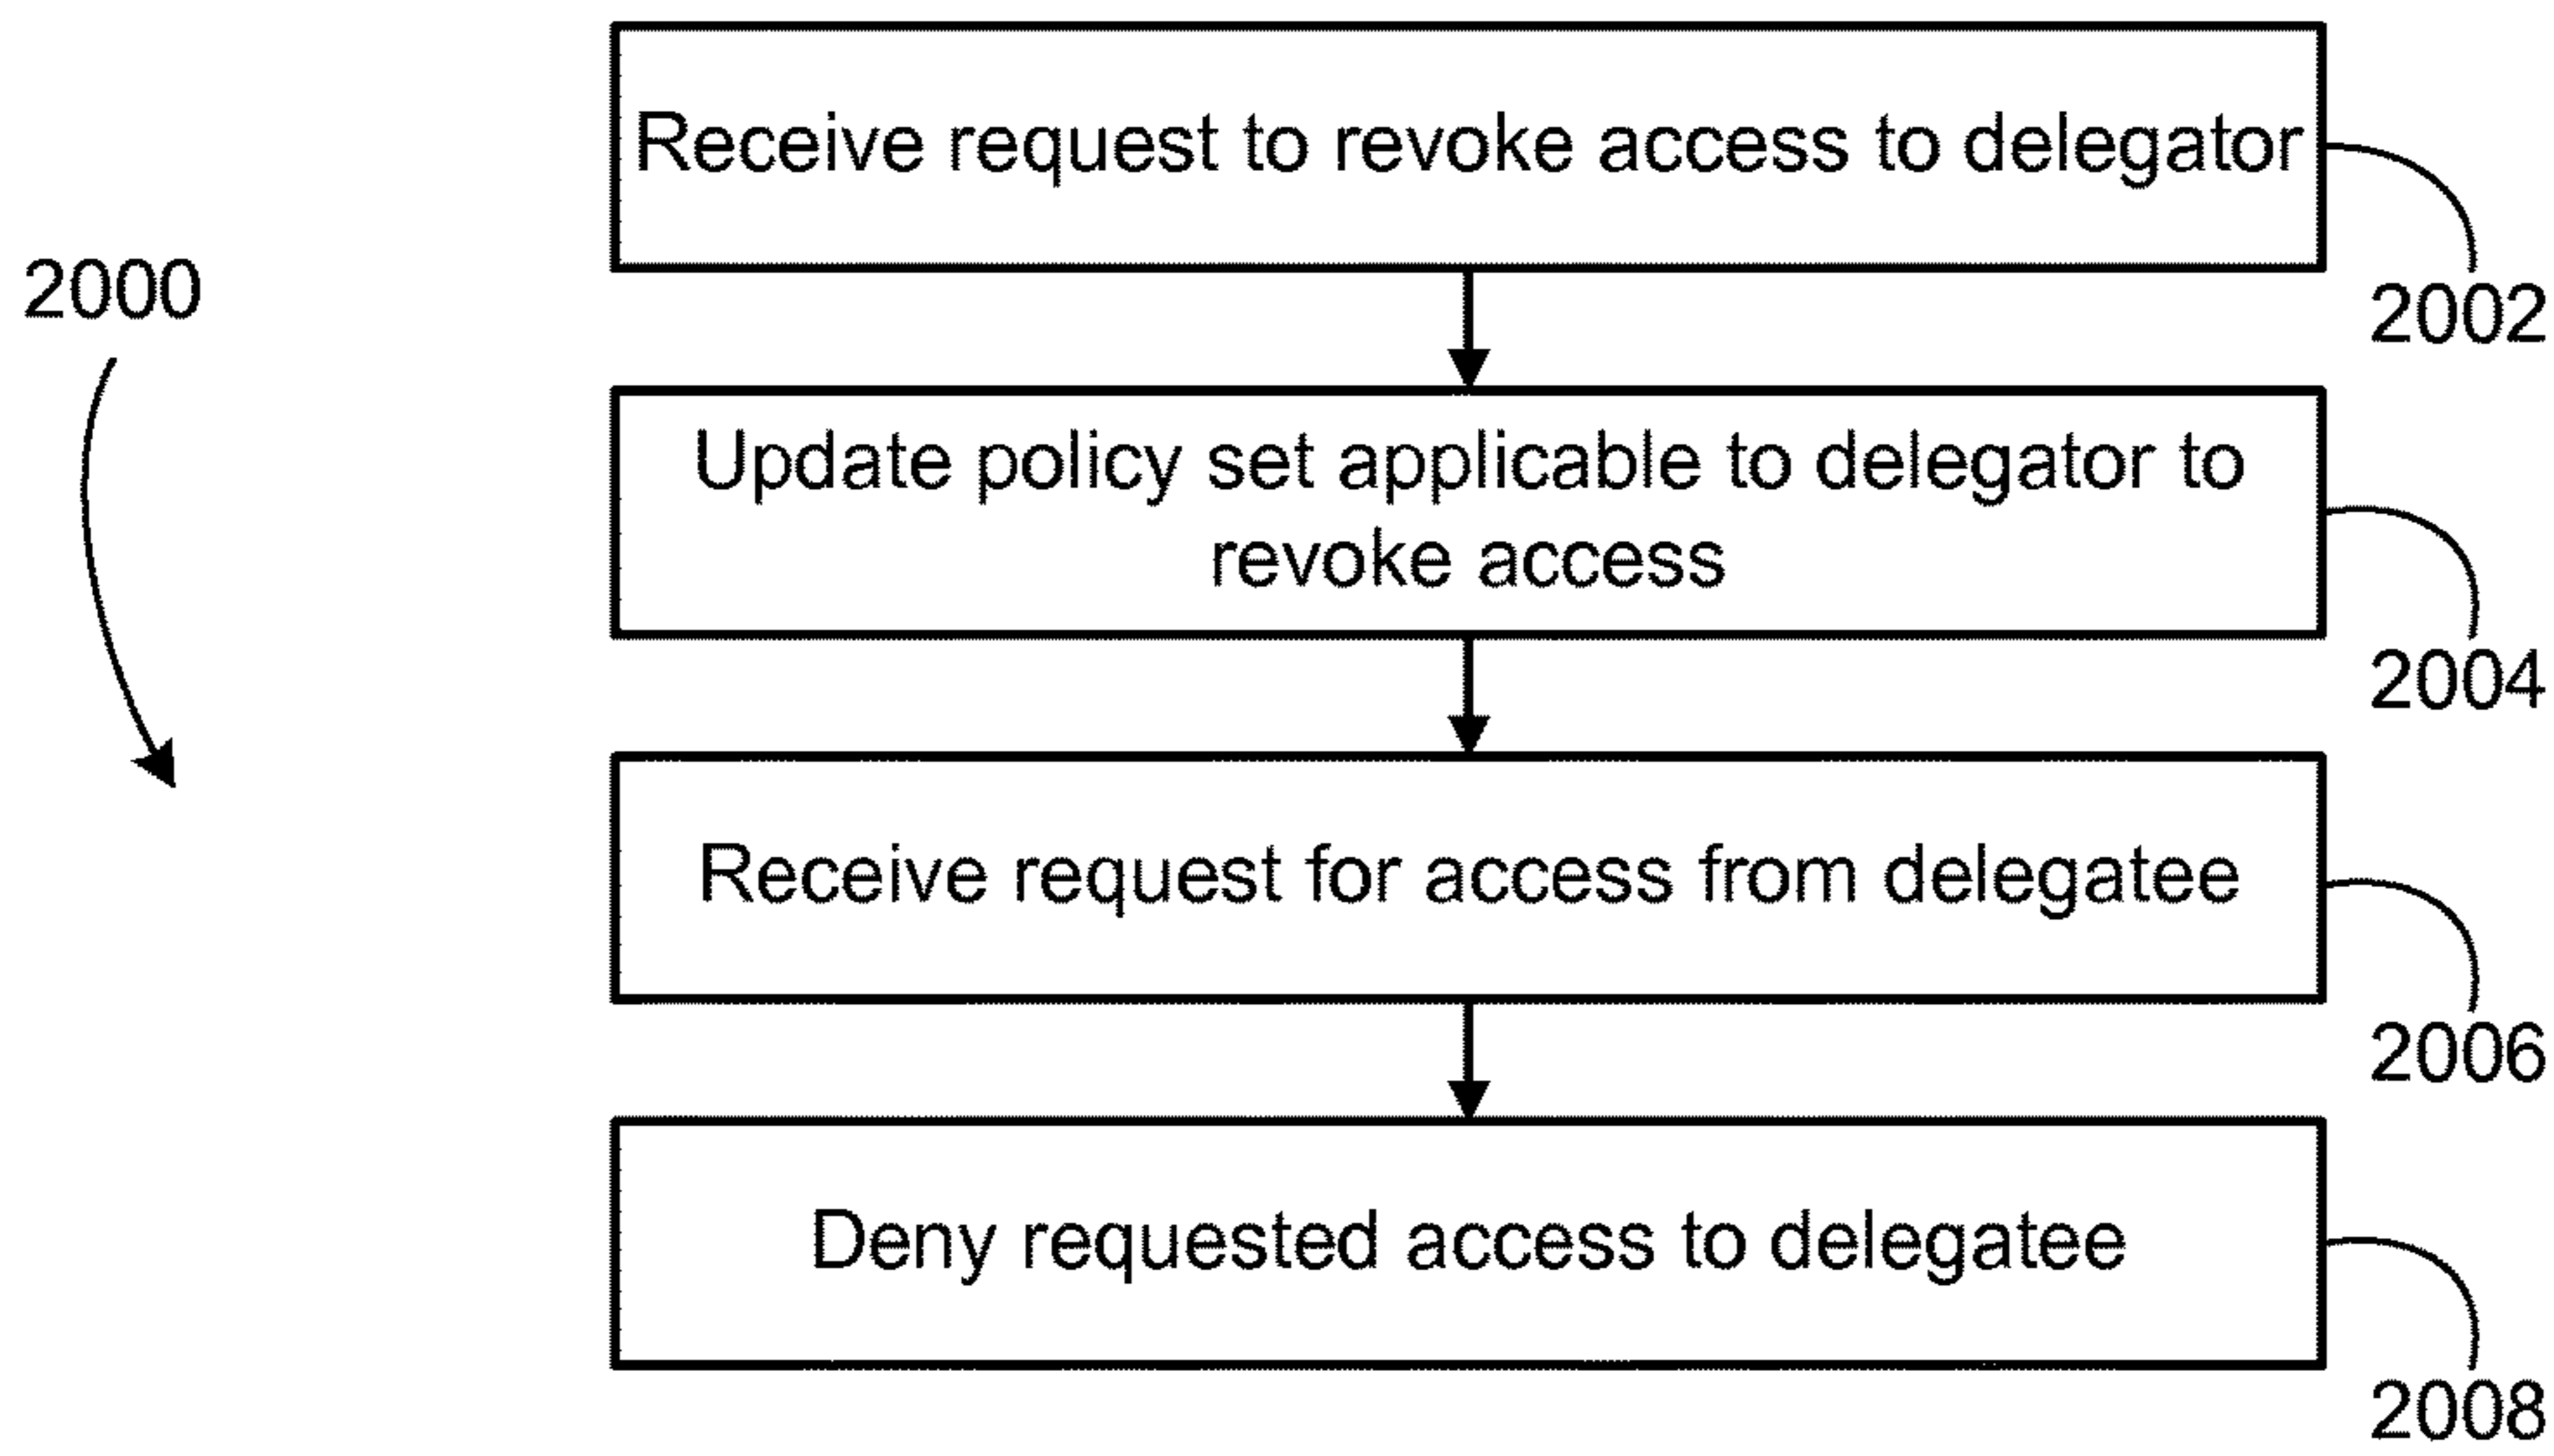 Receive request to revoke access to delegator
2000
2002
Update policy set applicable to delegator to
revoke access
2004
Receive request for access from delegatee
2006
Deny requested access to delegatee
2008